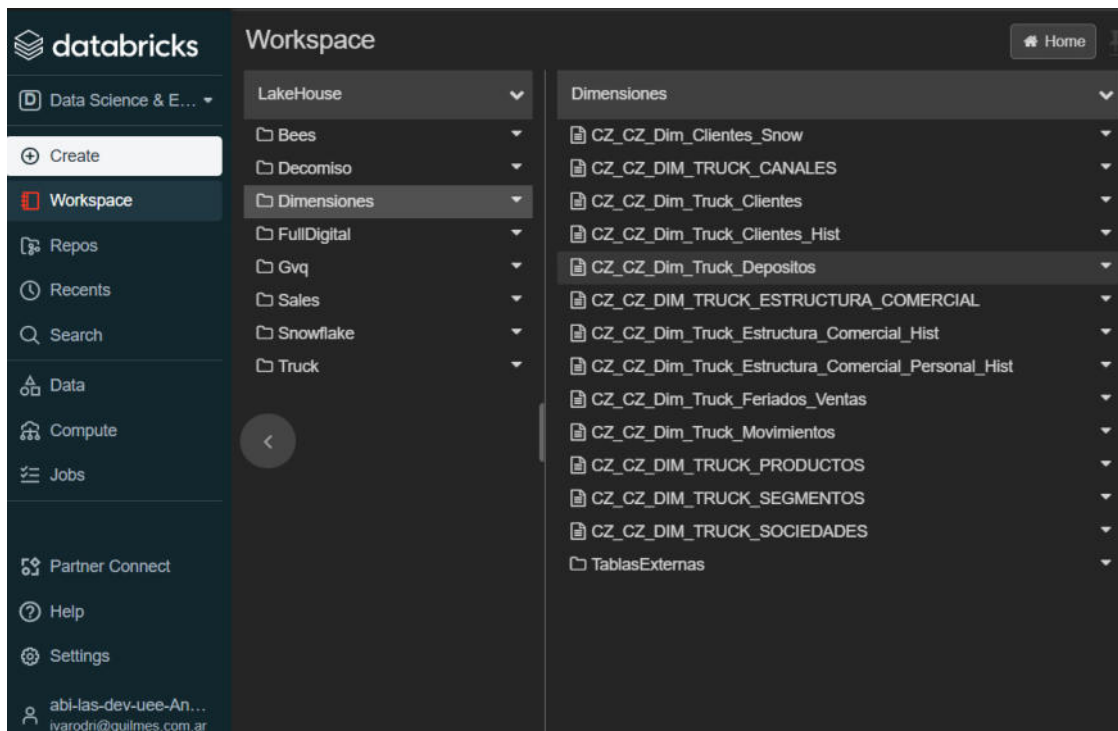 databricks
Data Science & E...
Create
Workspace
Repos
Recents
Search
Data
Compute
Jobs
Partner Connect
Help
Settings
abi-las-dev-uee-An...
ivarodri@quilmes.com.ar
Workspace
Home
LakeHouse
Bees
Decomiso
Dimensiones
FullDigital
Gvq
Sales
Snowflake
Truck
Dimensiones
CZ_CZ_Dim_Clientes_Snow
CZ_CZ_DIM_TRUCK_CANALES
CZ_CZ_Dim_Truck_Clientes
CZ_CZ_Dim_Truck_Clientes_Hist
CZ_CZ_Dim_Truck_Depositos
CZ_CZ_DIM_TRUCK_ESTRUCTURA_COMERCIAL
CZ_CZ_Dim_Truck_Estructura_Comercial_Hist
CZ_CZ_Dim_Truck_Estructura_Comercial_Personal_Hist
CZ_CZ_Dim_Truck_Feriados_Ventas
CZ_CZ_Dim_Truck_Movimientos
CZ_CZ_DIM_TRUCK_PRODUCTOS
CZ_CZ_DIM_TRUCK_SEGMENTOS
CZ_CZ_DIM_TRUCK_SOCIEDADES
TablasExternas